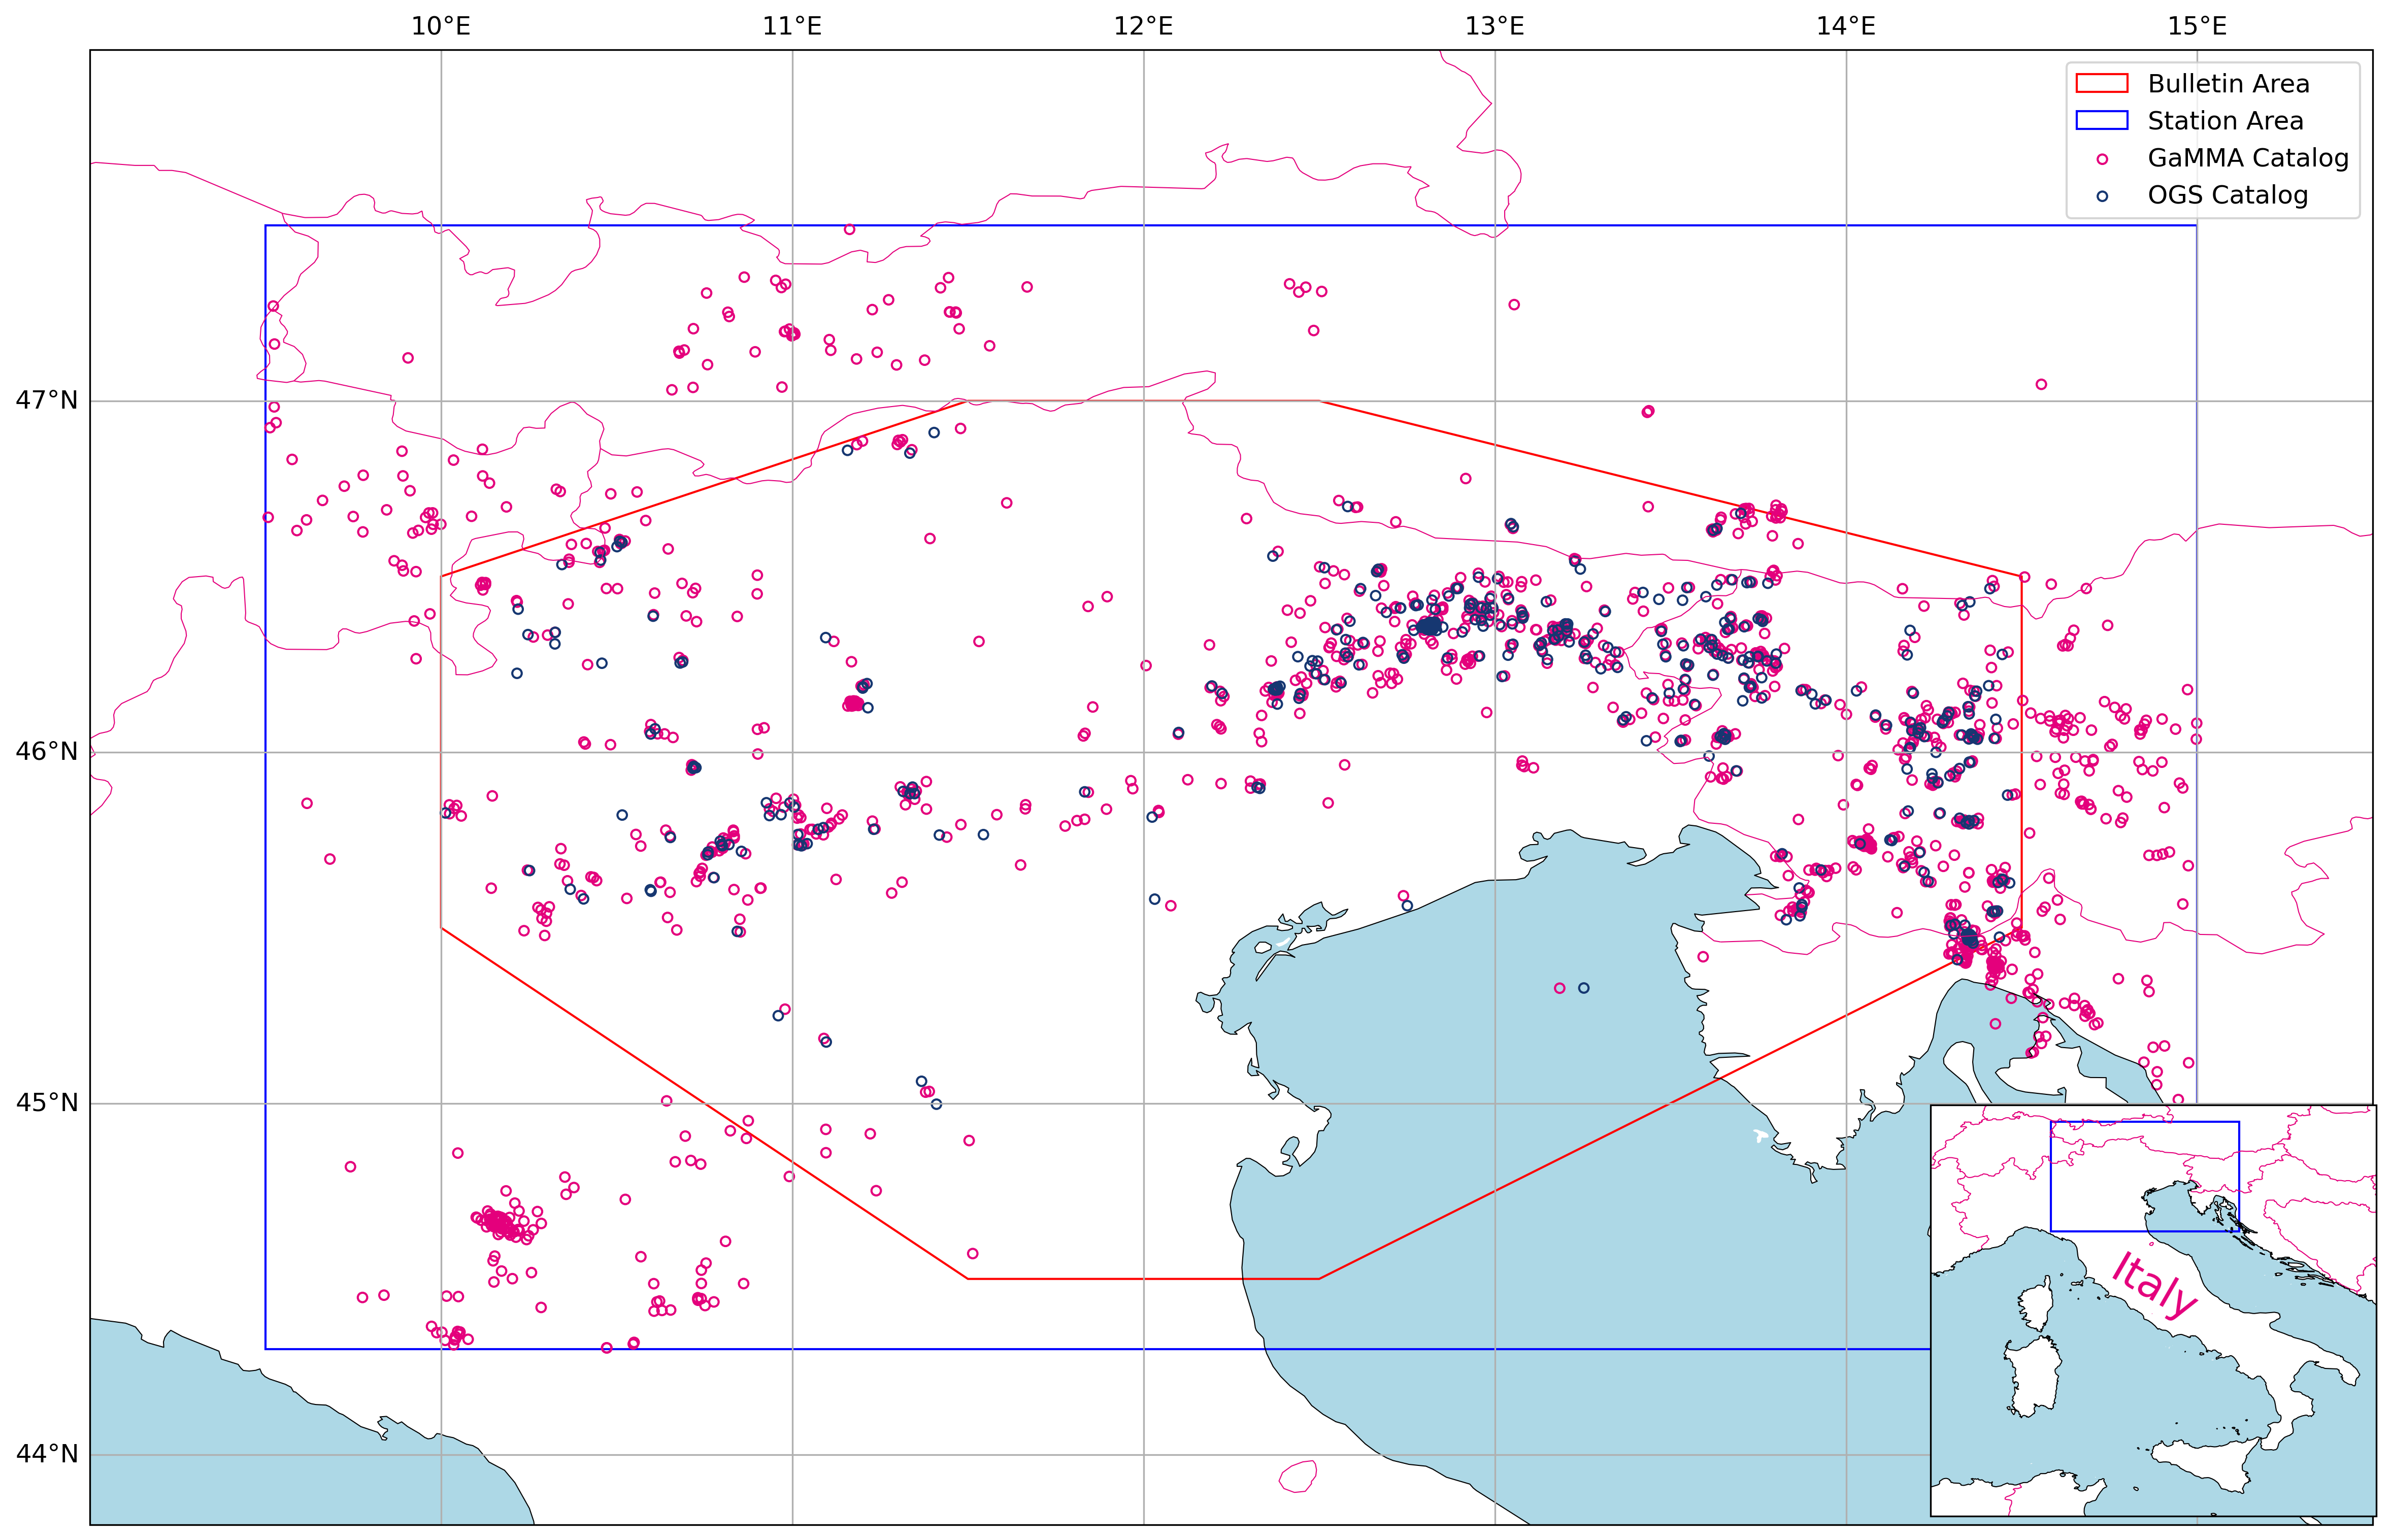 10°E 11°E 12°E 13°E 14°E 15°E
Bulletin Area
Station Area
GaMMA Catalog
OGS Catalog
47°N
46°N
45°N
44°N
Italy